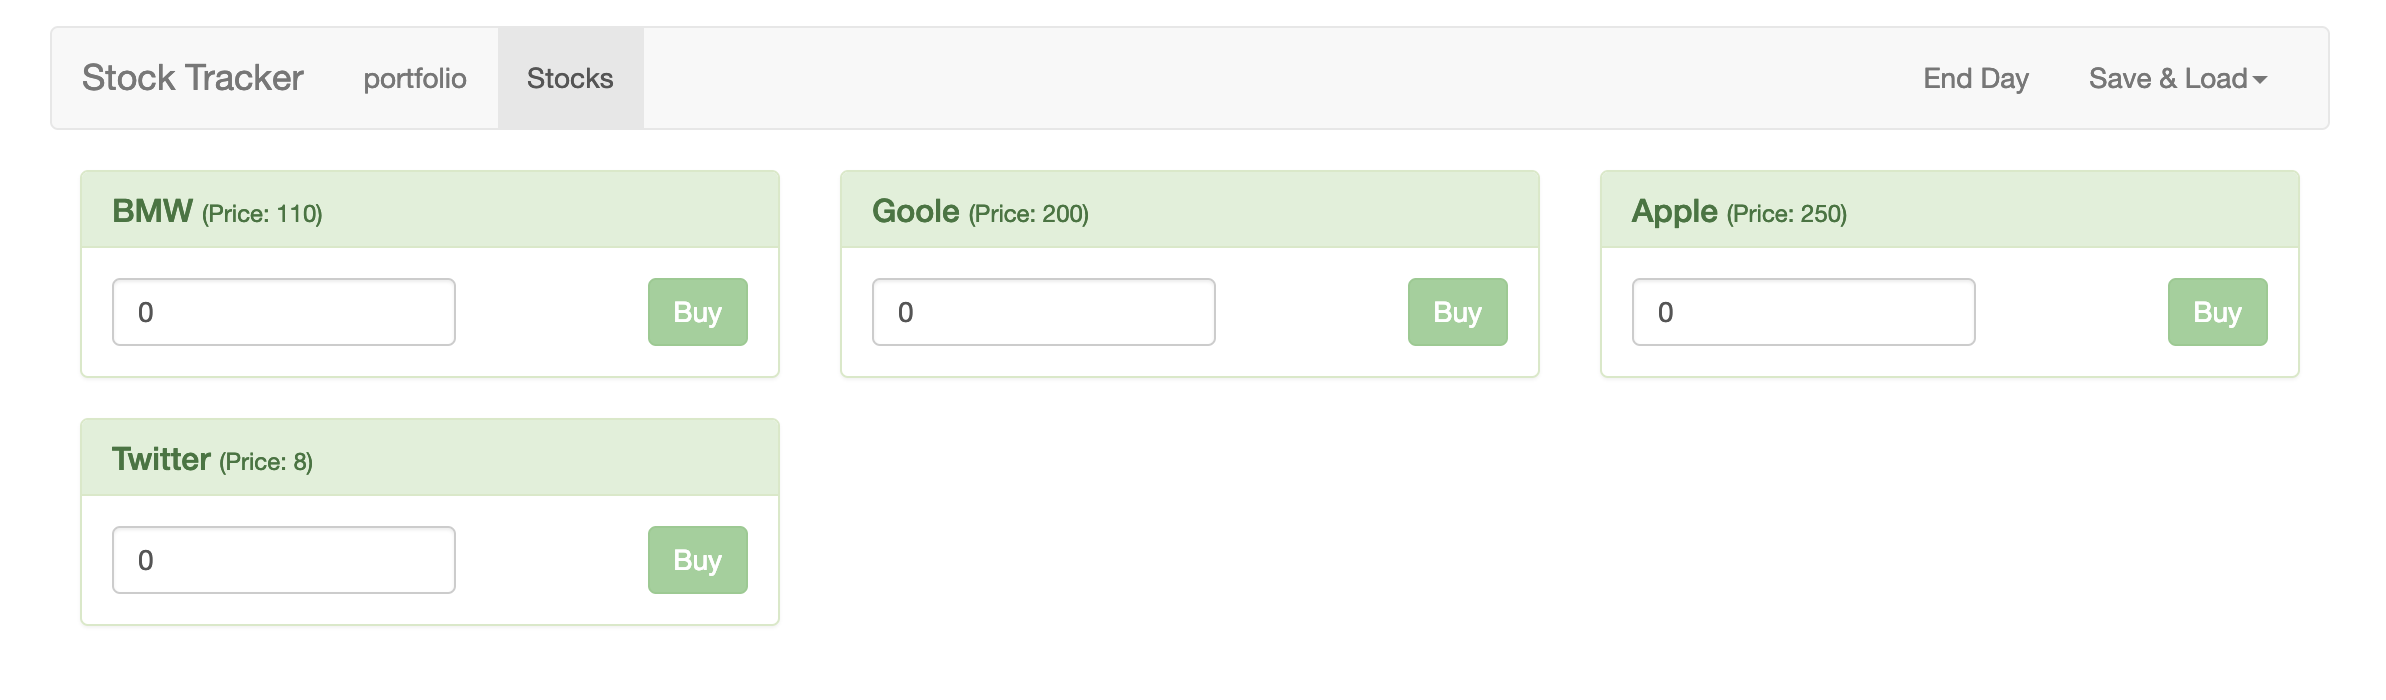 Stock Tracker portfolio Stocks End Day Save & Load
BMW (Price: 110) Goole (Price: 200) Apple (Price: 250)
0 Buy 0 Buy 0 Buy
Twitter (Price: 8)
0 Buy